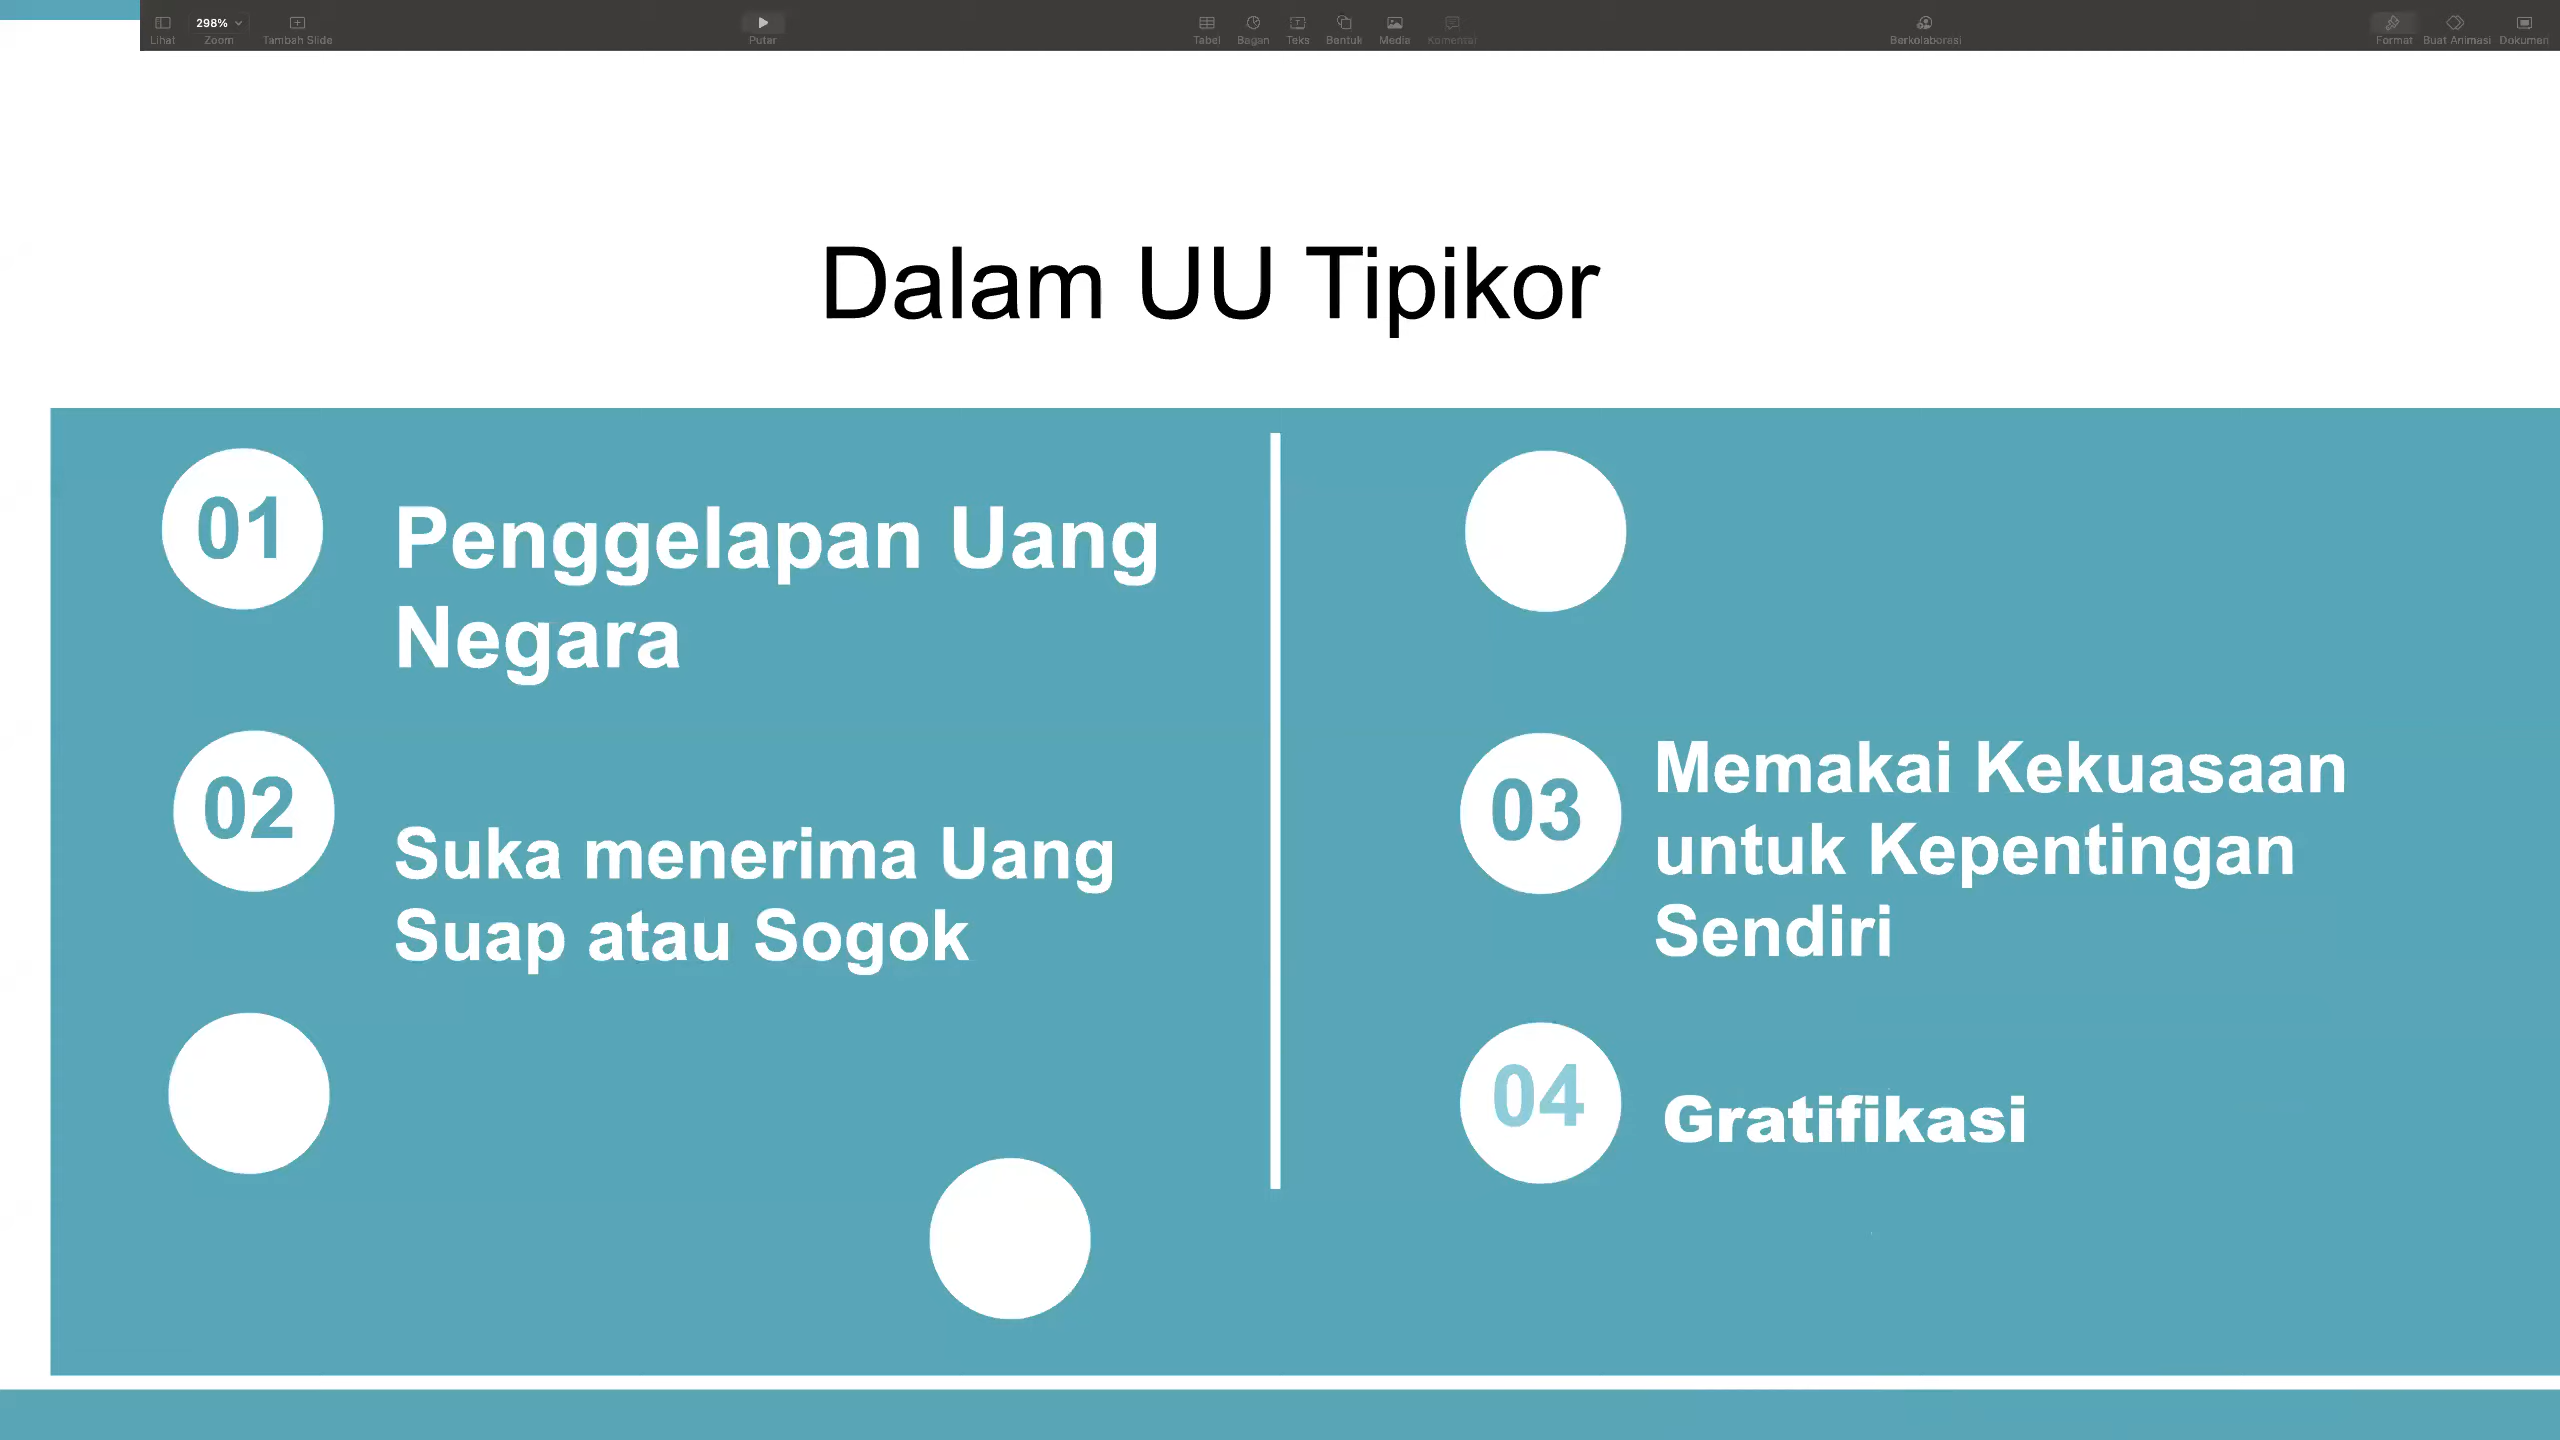 298%
Lihat
Zoom
Tambah Slide
Putar
Tabel
Bagan
Teks
Bentuk
Media
Komentar
Berkolaborasi
Format
Buat Animasi
Dokumen
Dalam UU Tipikor
01
Penggelapan Uang
Negara
02
Suka menerima Uang
Suap atau Sogok
03
Memakai Kekuasaan
untuk Kepentingan
Sendiri
04
Gratifikasi